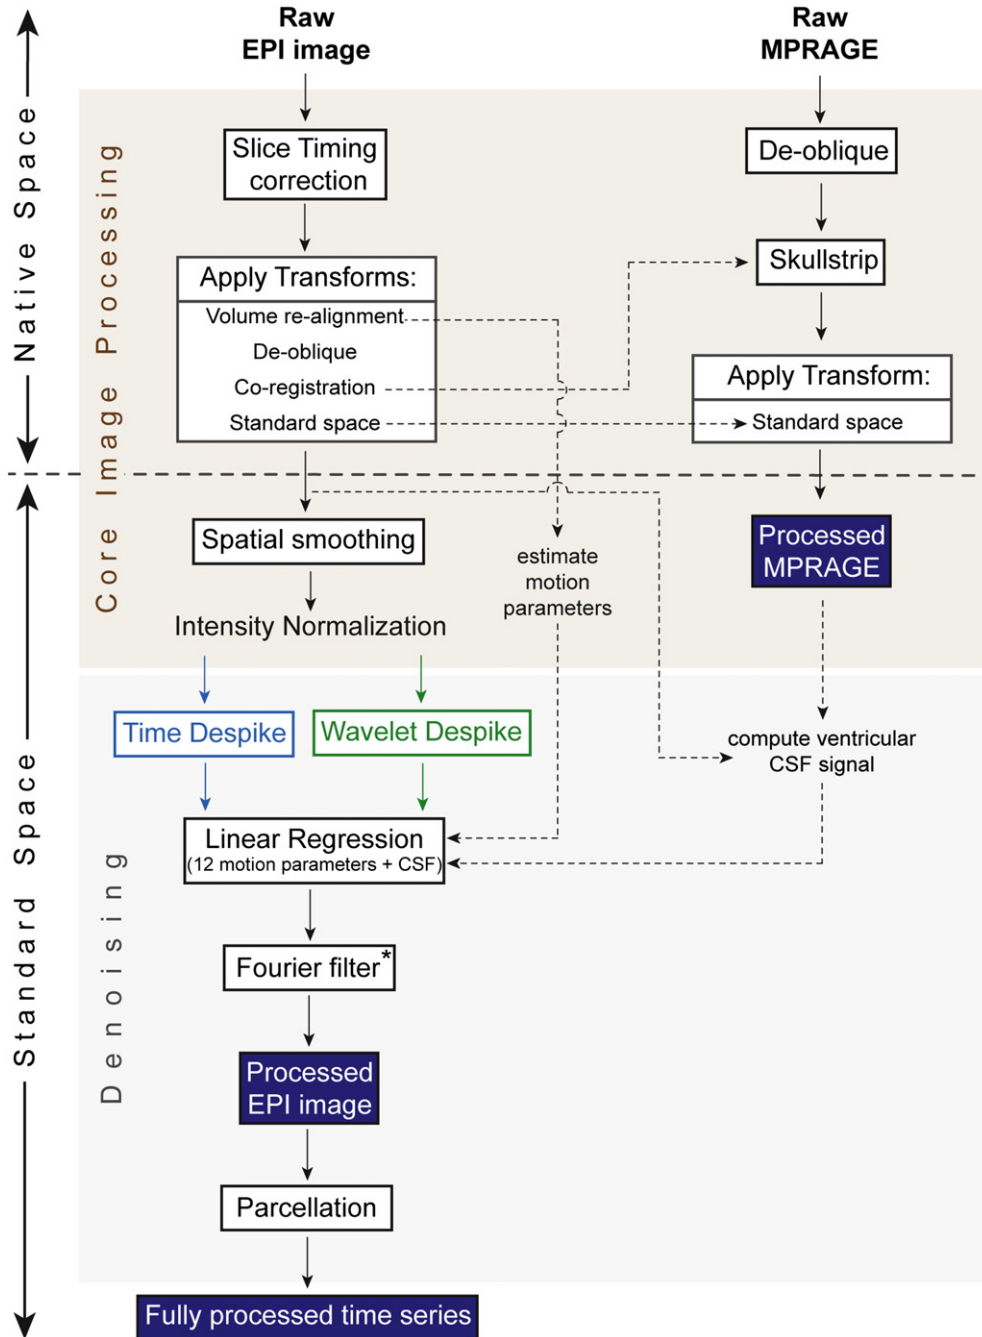 Raw
EPI image
Raw
MPRAGE
Native Space
Standard Space
Core Image Processing
Denoising
Slice Timing
correction
De-oblique
Apply Transforms:
Volume re-alignment
De-oblique
Co-registration
Standard space
Skullstrip
Apply Transform:
Standard space
Spatial smoothing
Processed
MPRAGE
estimate
motion
parameters
Intensity Normalization
Time Despike
Wavelet Despike
compute ventricular
CSF signal
Linear Regression
(12 motion parameters + CSF)
Fourier filter*
Processed
EPI image
Parcellation
Fully processed time series